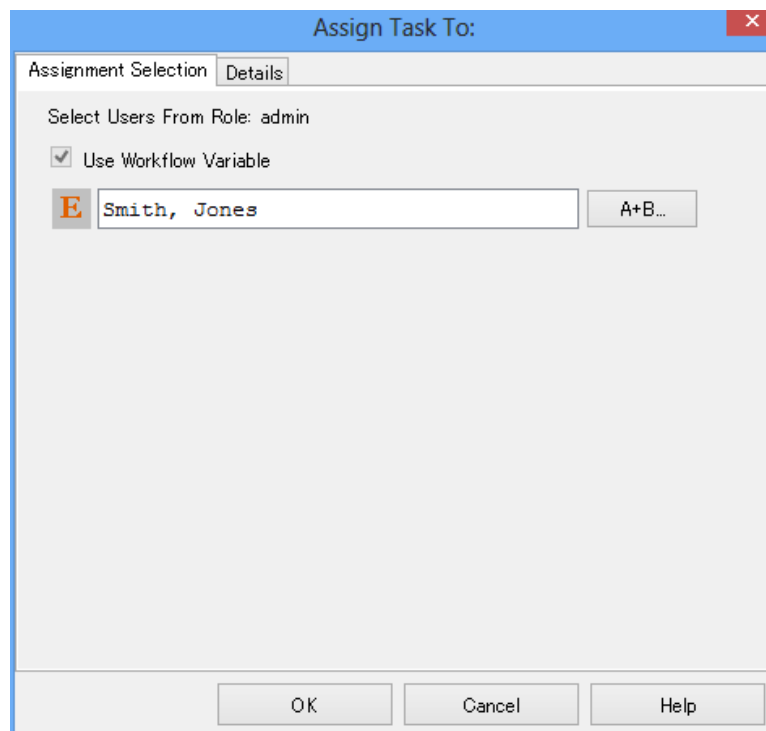 Assign Task To:
Assignment Selection Details
Select Users From Role: admin
Use Workflow Variable
E Smith, Jones A+B...
OK Cancel Help